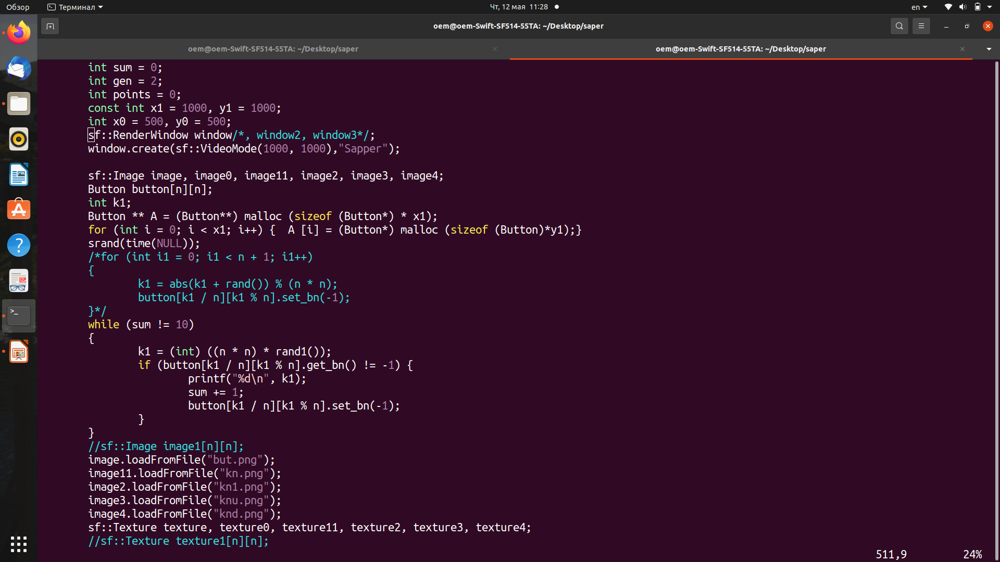 Обзор
Терминал
Чт, 12 мая 11:28
en
oem@oem-Swift-SF514-55TA: ~/Desktop/saper
oem@oem-Swift-SF514-55TA: ~/Desktop/saper
oem@oem-Swift-SF514-55TA: ~/Desktop/saper
int sum = 0;
int gen = 2;
int points = 0;
const int x1 = 1000, y1 = 1000;
int x0 = 500, y0 = 500;
sf::RenderWindow window/*, window2, window3*/;
window.create(sf::VideoMode(1000, 1000),"Sapper");
sf::Image image, image0, image11, image2, image3, image4;
Button button[n][n];
int k1;
Button ** A = (Button**) malloc (sizeof (Button*) * x1);
for (int i = 0; i < x1; i++) {  A [i] = (Button*) malloc (sizeof (Button)*y1);}
srand(time(NULL));
/*for (int i1 = 0; i1 < n + 1; i1++)
{
k1 = abs(k1 + rand()) % (n * n);
button[k1 / n][k1 % n].set_bn(-1);
}*/
while (sum != 10)
{
k1 = (int) ((n * n) * rand1());
if (button[k1 / n][k1 % n].get_bn() != -1) {
printf("%d\n", k1);
sum += 1;
button[k1 / n][k1 % n].set_bn(-1);
}
}
//sf::Image image1[n][n];
image.loadFromFile("but.png");
image11.loadFromFile("kn.png");
image2.loadFromFile("kn1.png");
image3.loadFromFile("knu.png");
image4.loadFromFile("knd.png");
sf::Texture texture, texture0, texture11, texture2, texture3, texture4;
//sf::Texture texture1[n][n];
511,9 24%